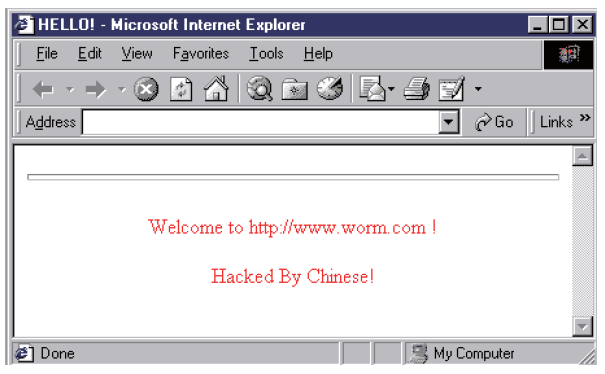 HELLO! - Microsoft Internet Explorer
File Edit View Favorites Tools Help
Address Go Links »
Welcome to http://www.worm.com !
Hacked By Chinese!
Done My Computer